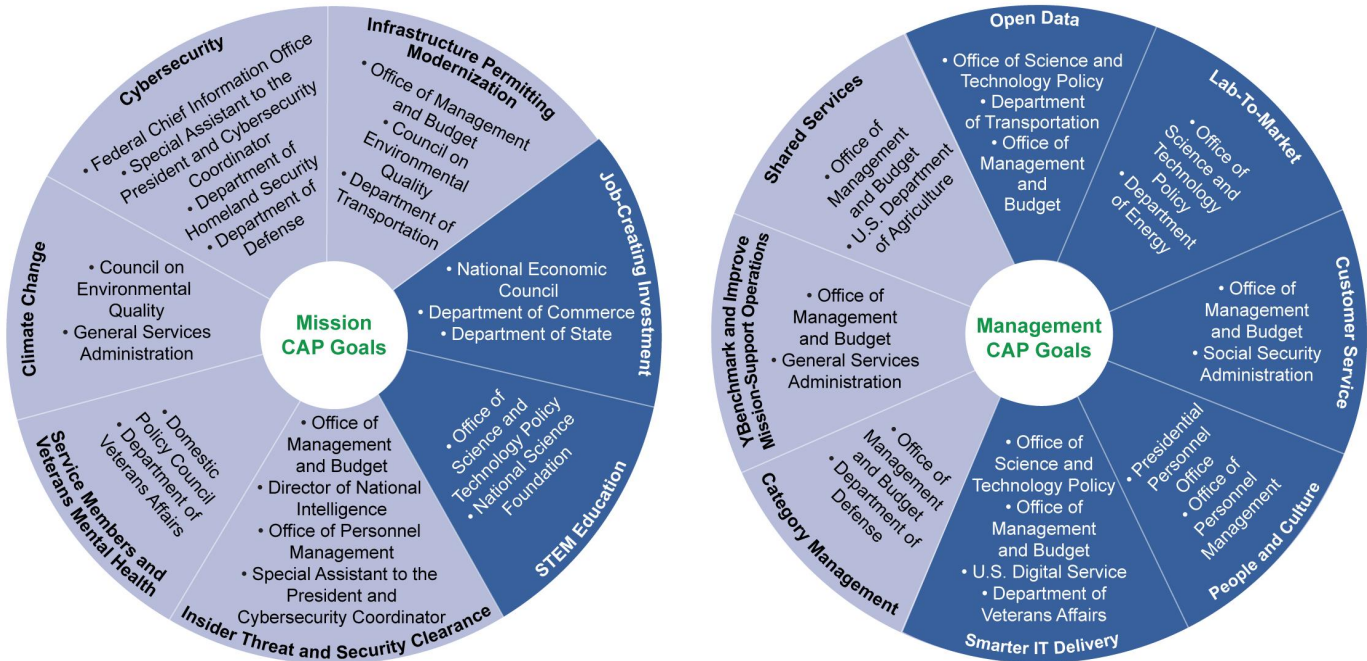 Mission
CAP Goals
Infrastructure Permitting
Modernization
• Office of Management
and Budget
• Council on
Environmental
Quality
• Department of
Transportation
Job-Creating Investment
• National Economic
Council
• Department of Commerce
• Department of State
STEM Education
• Office of
Science and
Technology Policy
• National Science
Foundation
Insider Threat and Security Clearance
• Office of
Management
and Budget
• Director of National
Intelligence
• Office of Personnel
Management
• Special Assistant to the
President and
Cybersecurity Coordinator
Service Members and
Veterans Mental Health
• Domestic
Policy Council
• Department of
Veterans Affairs
Climate Change
• Council on
Environmental
Quality
• General Services
Administration
Cybersecurity
• Federal Chief Information Office
• Special Assistant to the
President and Cybersecurity
Coordinator
• Department of
Homeland Security
• Department of
Defense
Management
CAP Goals
Open Data
• Office of Science and
Technology Policy
• Department
of Transportation
• Office of
Management
and
Budget
Lab-To-Market
• Office of
Science and
Technology
Policy
• Department
of Energy
Customer Service
• Office of
Management
and Budget
• Social Security
Administration
People and Culture
• Presidential
Personnel
Office
• Office of
Personnel
Management
Smarter IT Delivery
• Office of
Science and
Technology Policy
• Office of
Management
and Budget
• U.S. Digital Service
• Department of
Veterans Affairs
Category Management
• Office of
Management
and Budget
• Department of
Defense
YBenchmark and Improve
Mission-Support Operations
• Office of
Management
and Budget
• General Services
Administration
Shared Services
• Office of
Management
and Budget
• U.S. Department
of Agriculture